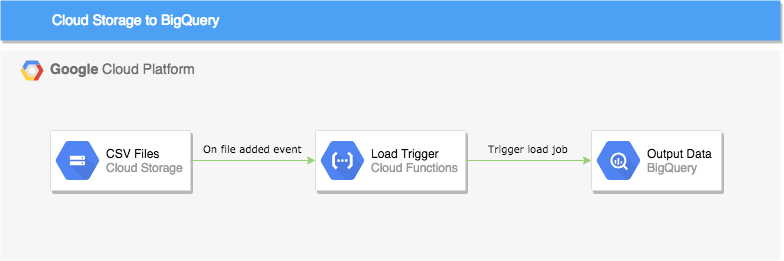 Cloud Storage to BigQuery
Google Cloud Platform
CSV Files
Cloud Storage
On file added event
Load Trigger
Cloud Functions
Trigger load job
Output Data
BigQuery